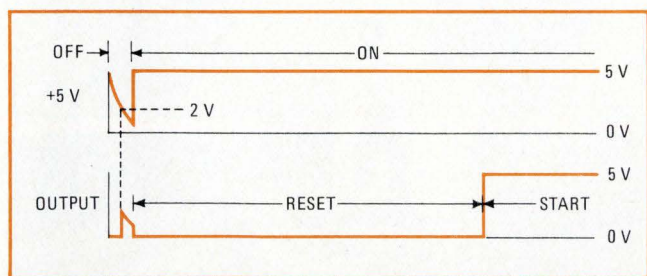 OFF ON
5 V
+5 V
2 V
0 V
5 V
OUTPUT RESET START
0 V